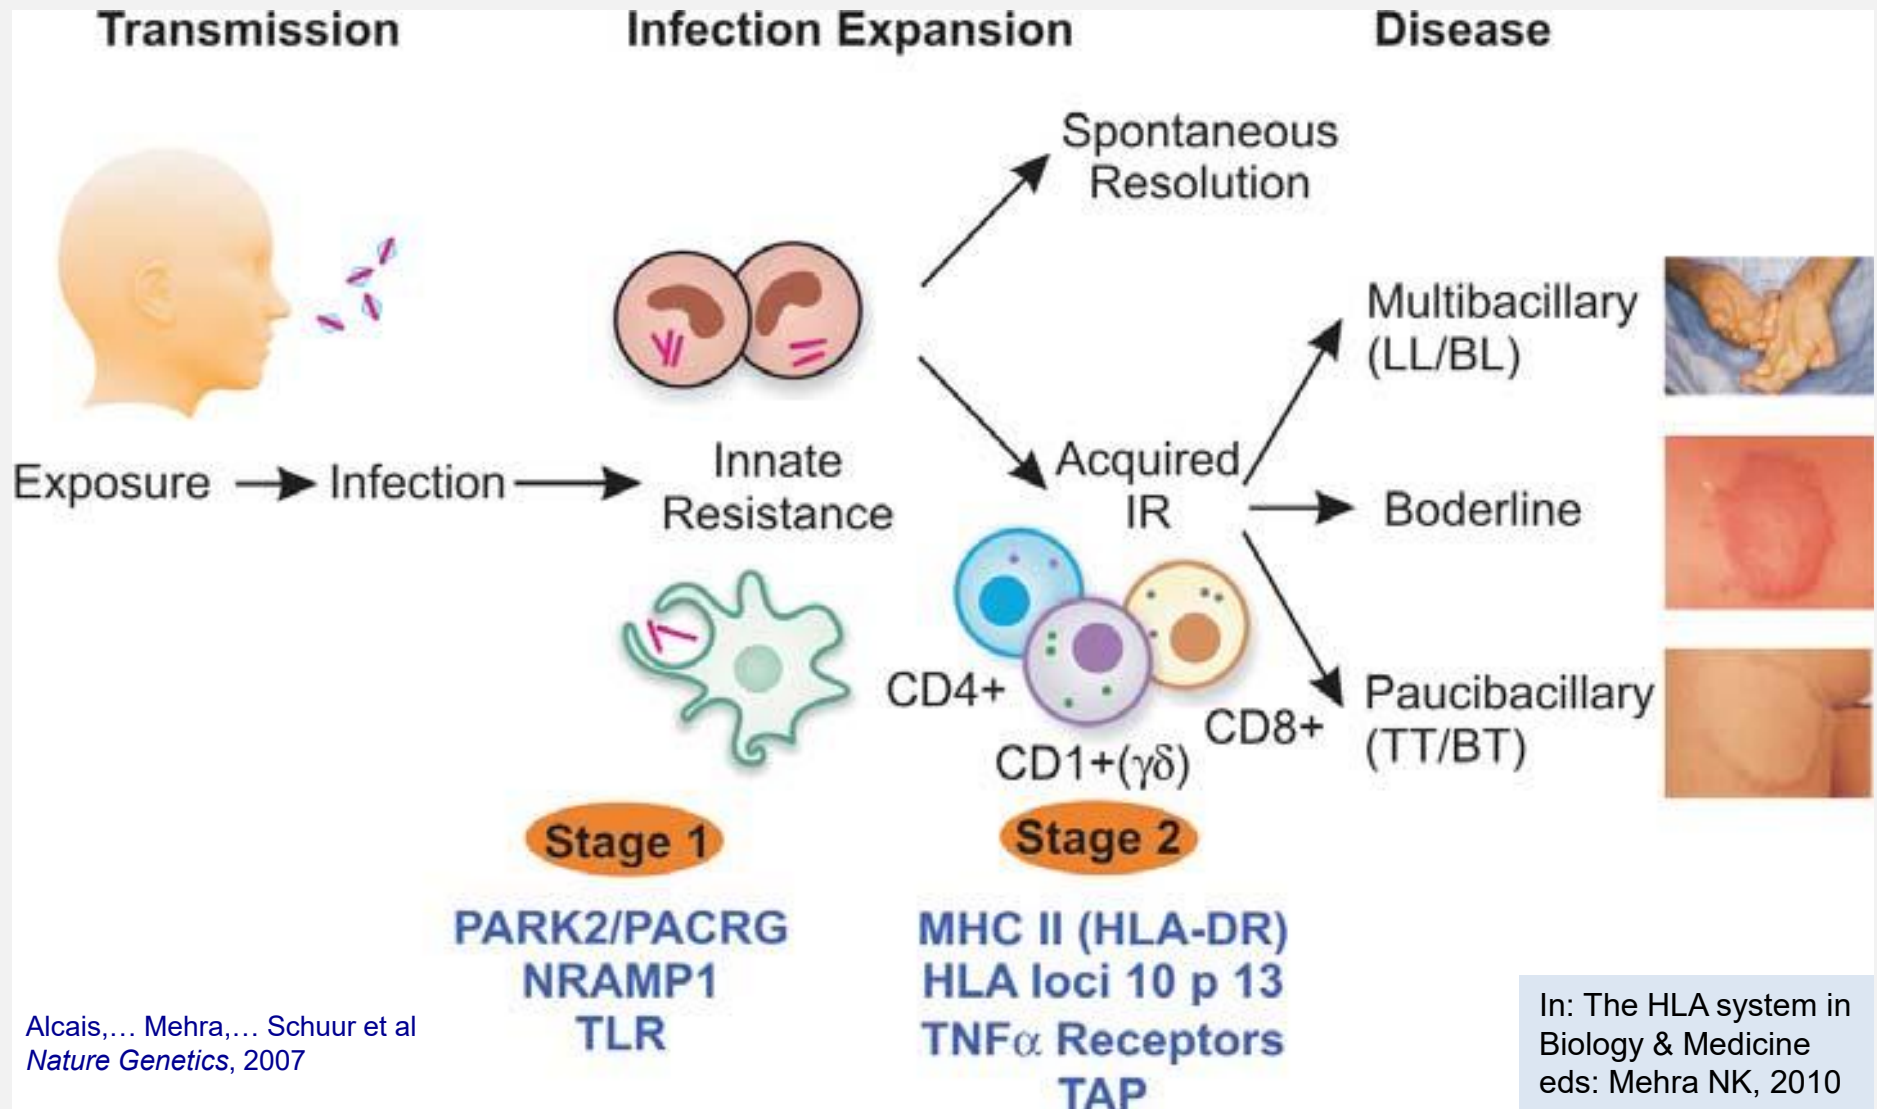 Transmission
Infection Expansion
Disease
Spontaneous
Resolution
Multibacillary
(LL/BL)
Exposure
Infection
Innate
Resistance
Acquired
IR
Boderline
CD4+
CD1+(γδ)
CD8+
Paucibacillary
(TT/BT)
Stage 1
PARK2/PACRG
NRAMP1
TLR
Stage 2
MHC II (HLA-DR)
HLA loci 10 p 13
TNFα Receptors
TAP
Alcais,… Mehra,… Schuur et al
Nature Genetics, 2007
In: The HLA system in
Biology & Medicine
eds: Mehra NK, 2010